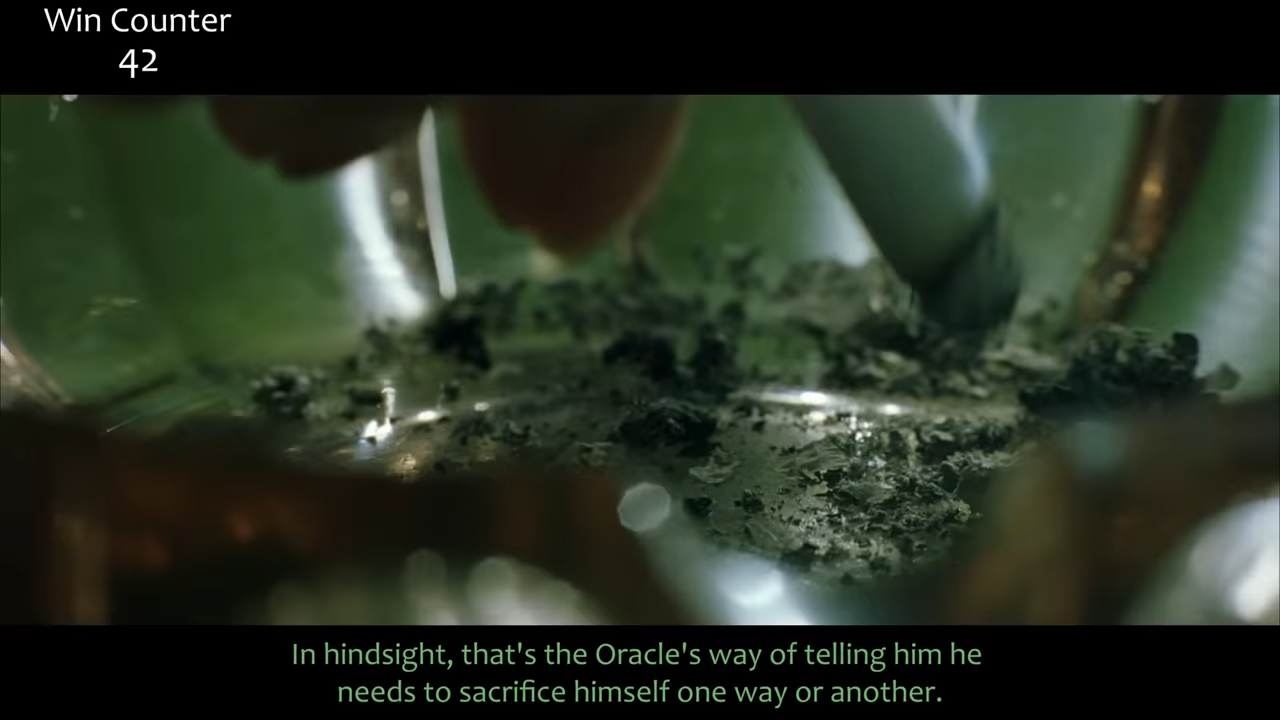 Win Counter
42
In hindsight, that's the Oracle's way of telling him he
needs to sacrifice himself one way or another.